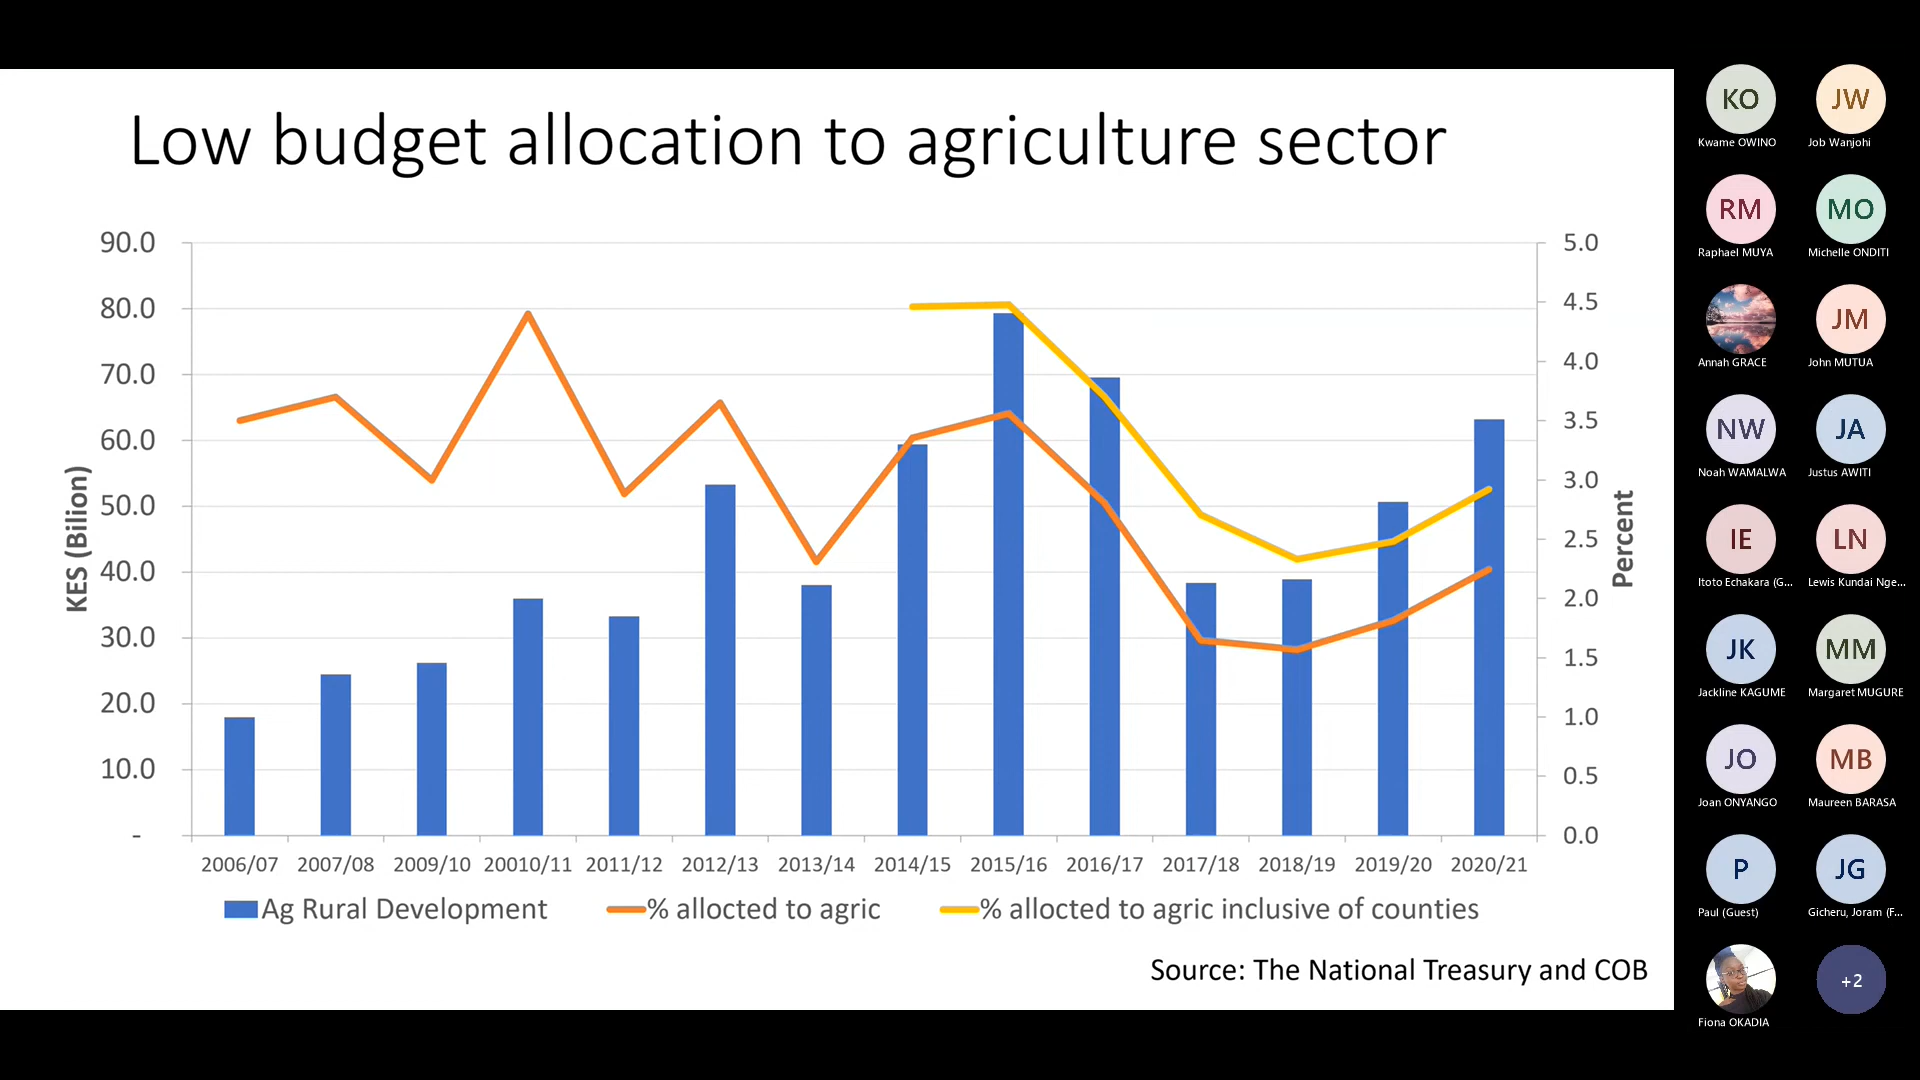 Low budget allocation to agriculture sector
90.0
80.0
70.0
60.0
50.0
40.0
30.0
20.0
10.0
-
KES (Bilion)
5.0
4.5
4.0
3.5
3.0
2.5
2.0
1.5
1.0
0.5
0.0
Percent
2006/07 2007/08 2009/10 20010/11 2011/12 2012/13 2013/14 2014/15 2015/16 2016/17 2017/18 2018/19 2019/20 2020/21
Ag Rural Development % allocted to agric % allocted to agric inclusive of counties
Source: The National Treasury and COB
KO JW
Kwame OWINO Job Wanjohi
RM MO
Raphael MUYA Michelle ONDITI
JM
Annah GRACE John MUTUA
NW JA
Noah WAMALWA Justus AWITI
IE LN
Itoto Echakara (G... Lewis Kundai Nge...
JK MM
Jackline KAGUME Margaret MUGURE
JO MB
Joan ONYANGO Maureen BARASA
P JG
Paul (Guest) Gicheru, Joram (F...
+2
Fiona OKADIA